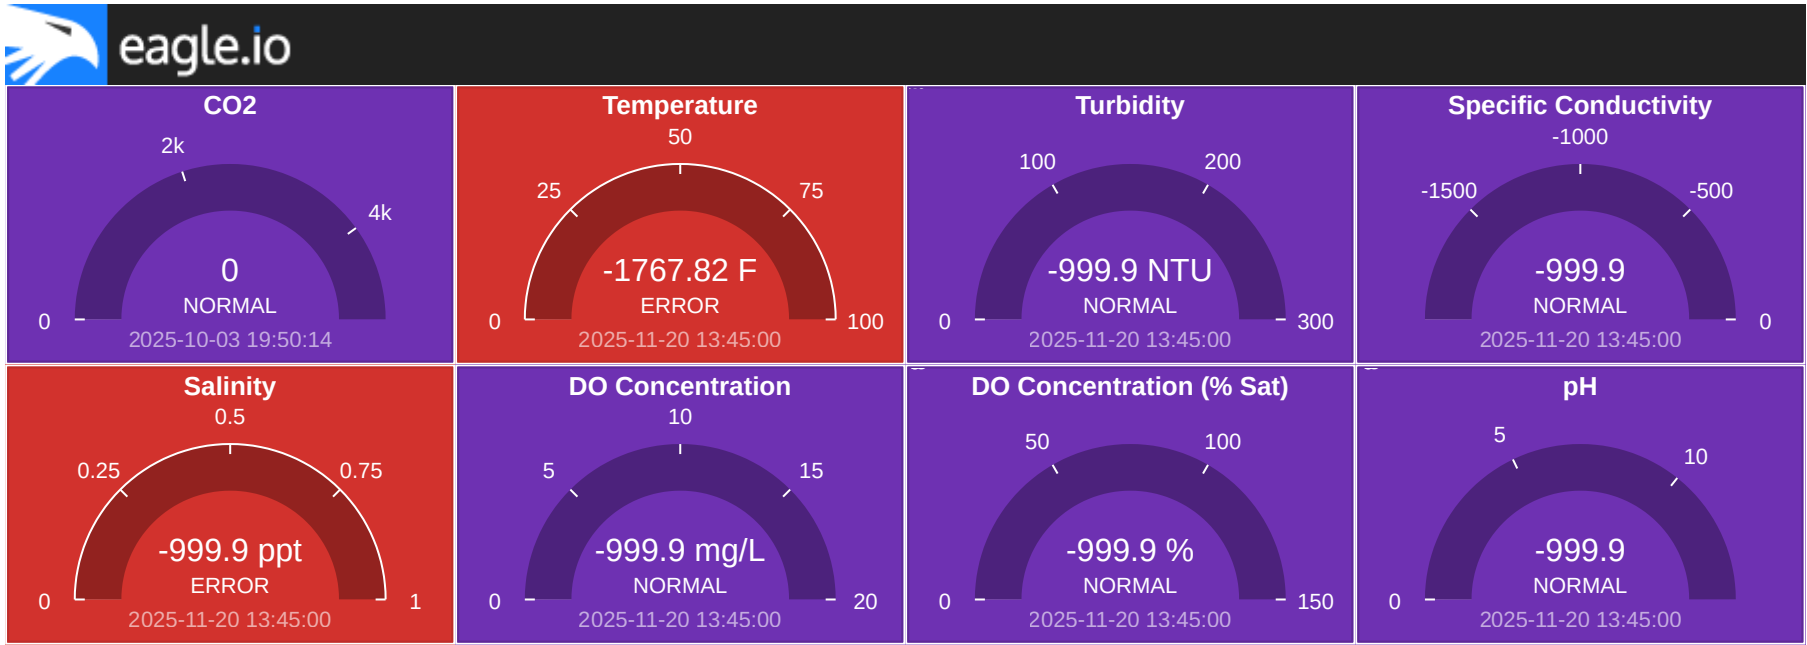 eagle.io
CO2
2k
4k
0
0
NORMAL
2025-10-03 19:50:14
Temperature
50
25
75
-1767.82 F
ERROR
0
100
2025-11-20 13:45:00
Turbidity
100
200
-999.9 NTU
NORMAL
0
300
2025-11-20 13:45:00
Specific Conductivity
-1000
-1500
-500
-999.9
NORMAL
0
2025-11-20 13:45:00
Salinity
0.5
0.25
0.75
-999.9 ppt
ERROR
0
1
2025-11-20 13:45:00
DO Concentration
10
5
15
-999.9 mg/L
NORMAL
0
20
2025-11-20 13:45:00
DO Concentration (% Sat)
50
100
-999.9 %
NORMAL
0
150
2025-11-20 13:45:00
pH
5
10
-999.9
NORMAL
0
2025-11-20 13:45:00